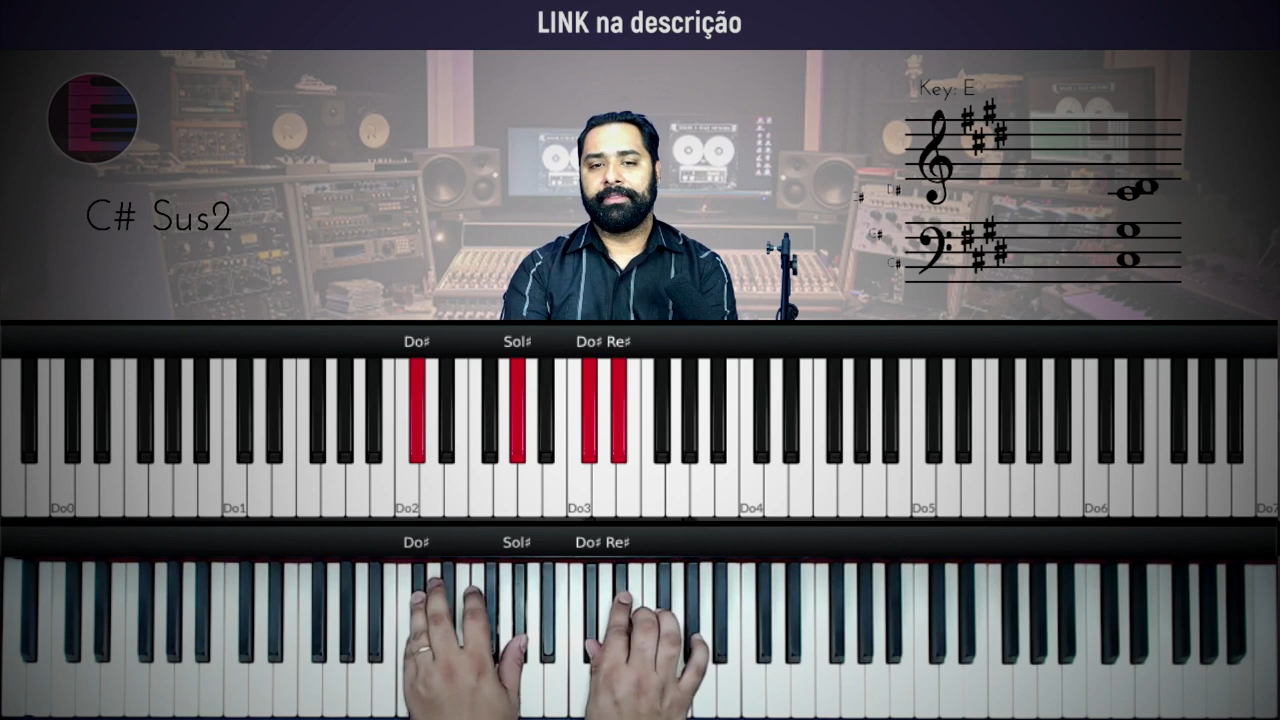 LINK na descrição
Key: E
C# Sus2
D#
C#
G#
C#
Do♯ Sol♯ Do♯ Re♯
Do0 Do1 Do2 Do3 Do4 Do5 Do6 Do7
Do♯ Sol♯ Do♯ Re♯